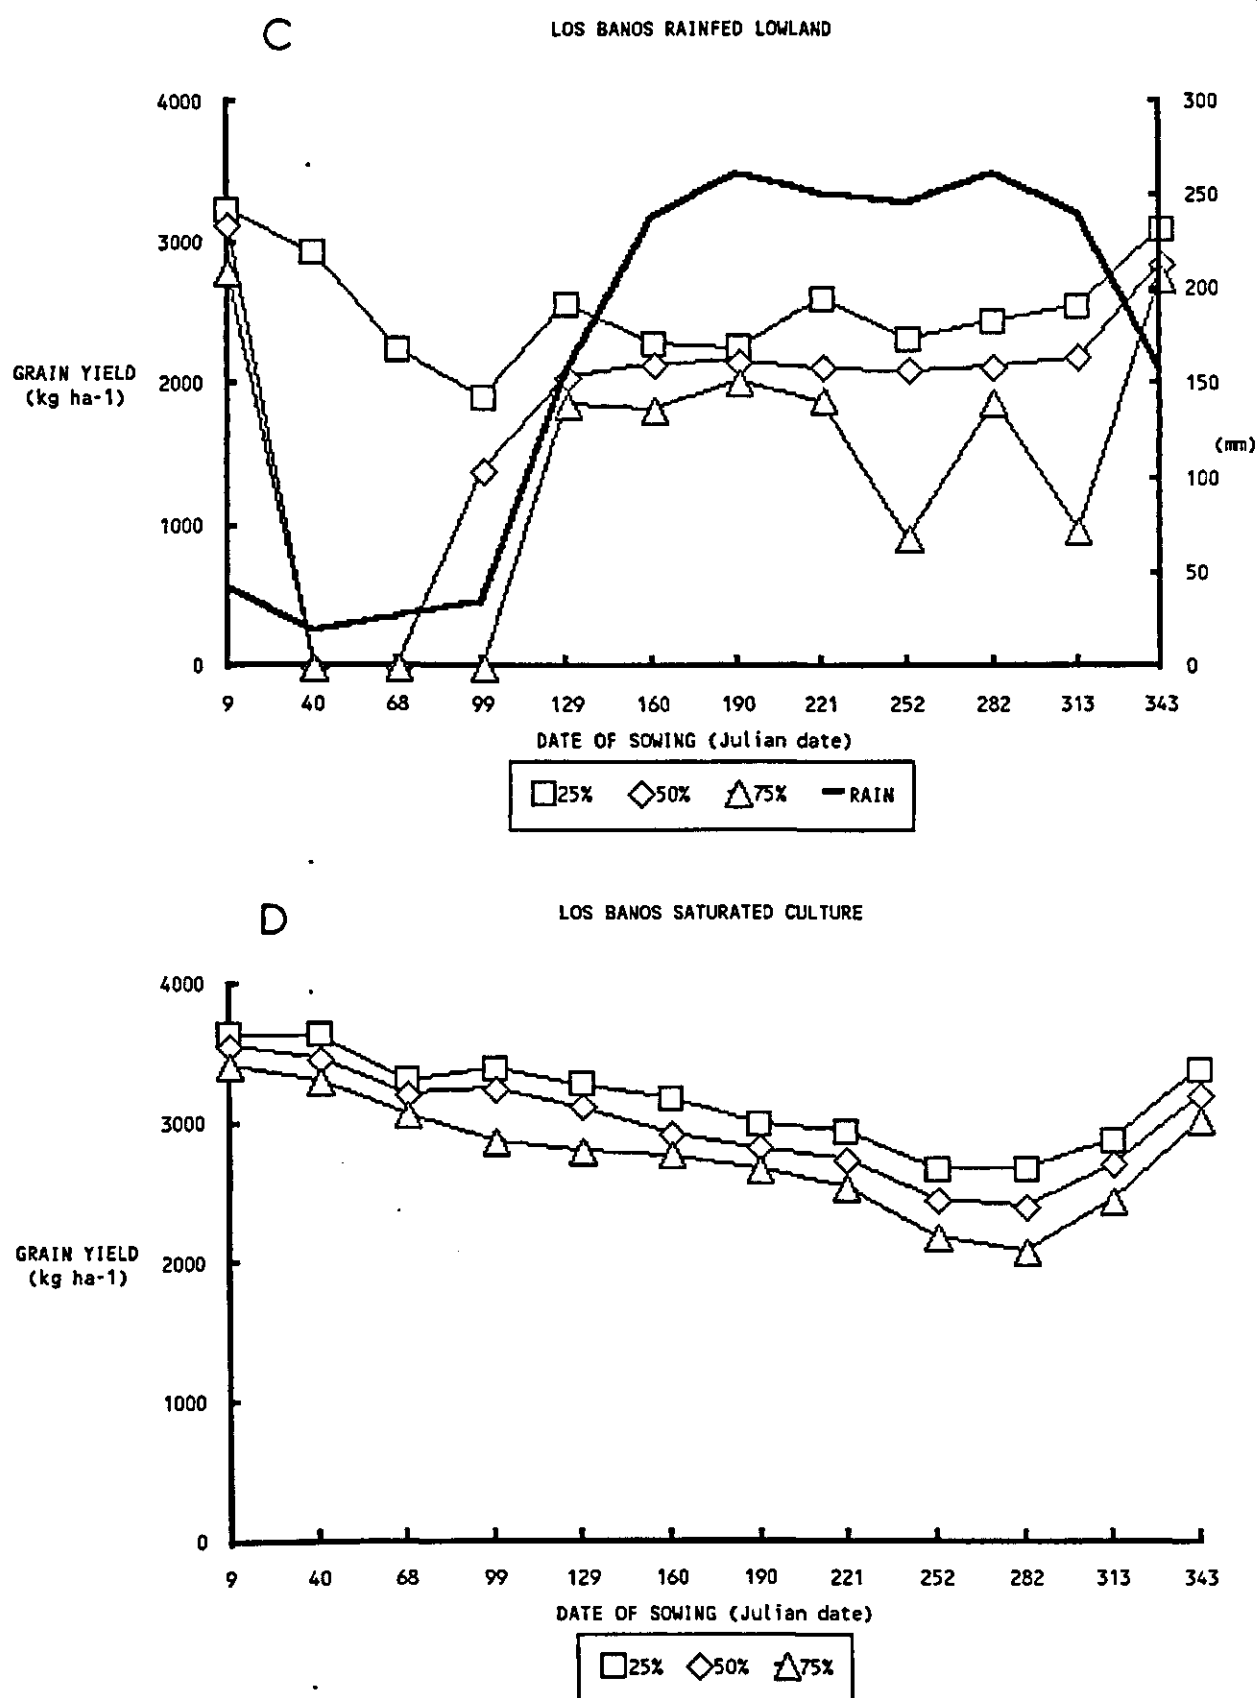 C
LOS BANOS RAINFED LOWLAND
4000
300
250
3000
200
GRAIN YIELD
(kg ha-1)
2000
150
(mm)
100
1000
50
0
0
9 40 68 99 129 160 190 221 252 282 313 343
DATE OF SOWING (Julian date)
25% 50% 75% RAIN
D
LOS BANOS SATURATED CULTURE
4000
3000
GRAIN YIELD
(kg ha-1)
2000
1000
0
9 40 68 99 129 160 190 221 252 282 313 343
DATE OF SOWING (Julian date)
25% 50% 75%